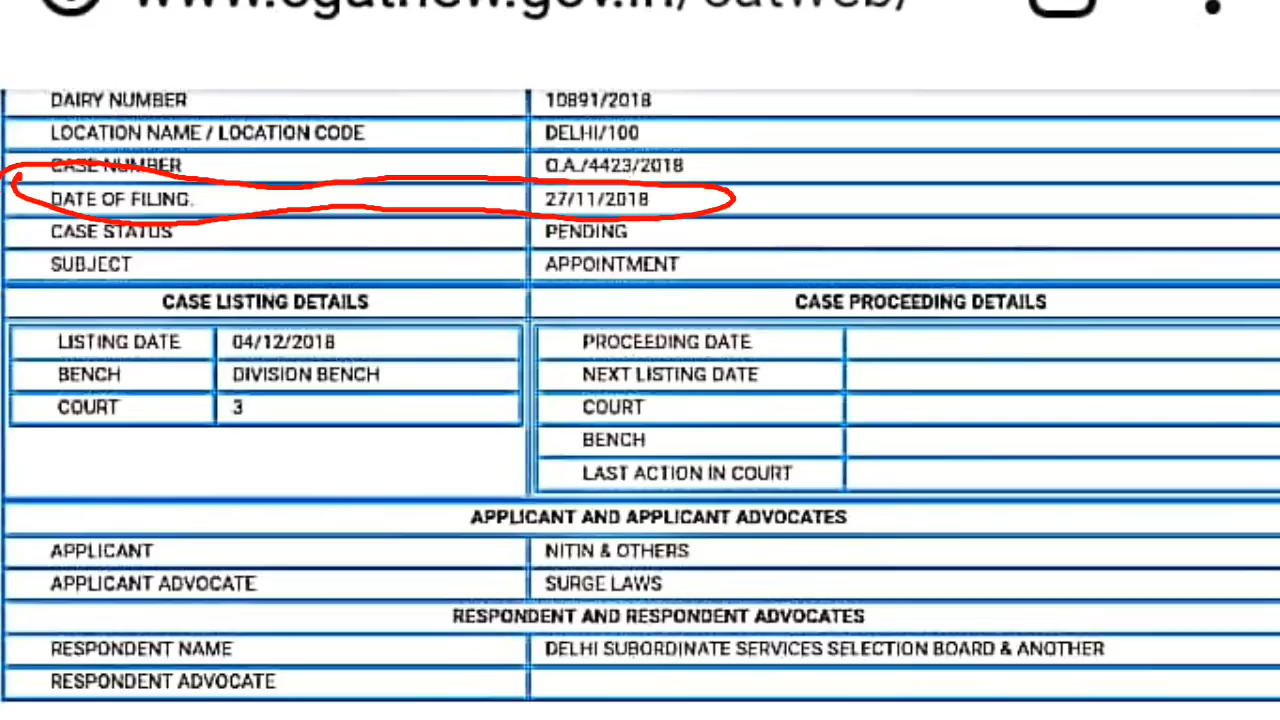 DAIRY NUMBER 10891/2018
LOCATION NAME / LOCATION CODE DELHI/100
CASE NUMBER O.A./4423/2018
DATE OF FILING. 27/11/2018
CASE STATUS PENDING
SUBJECT APPOINTMENT
CASE LISTING DETAILS CASE PROCEEDING DETAILS
LISTING DATE 04/12/2018 PROCEEDING DATE
BENCH DIVISION BENCH NEXT LISTING DATE
COURT 3 COURT
BENCH
LAST ACTION IN COURT
APPLICANT AND APPLICANT ADVOCATES
APPLICANT NITIN & OTHERS
APPLICANT ADVOCATE SURGE LAWS
RESPONDENT AND RESPONDENT ADVOCATES
RESPONDENT NAME DELHI SUBORDINATE SERVICES SELECTION BOARD & ANOTHER
RESPONDENT ADVOCATE